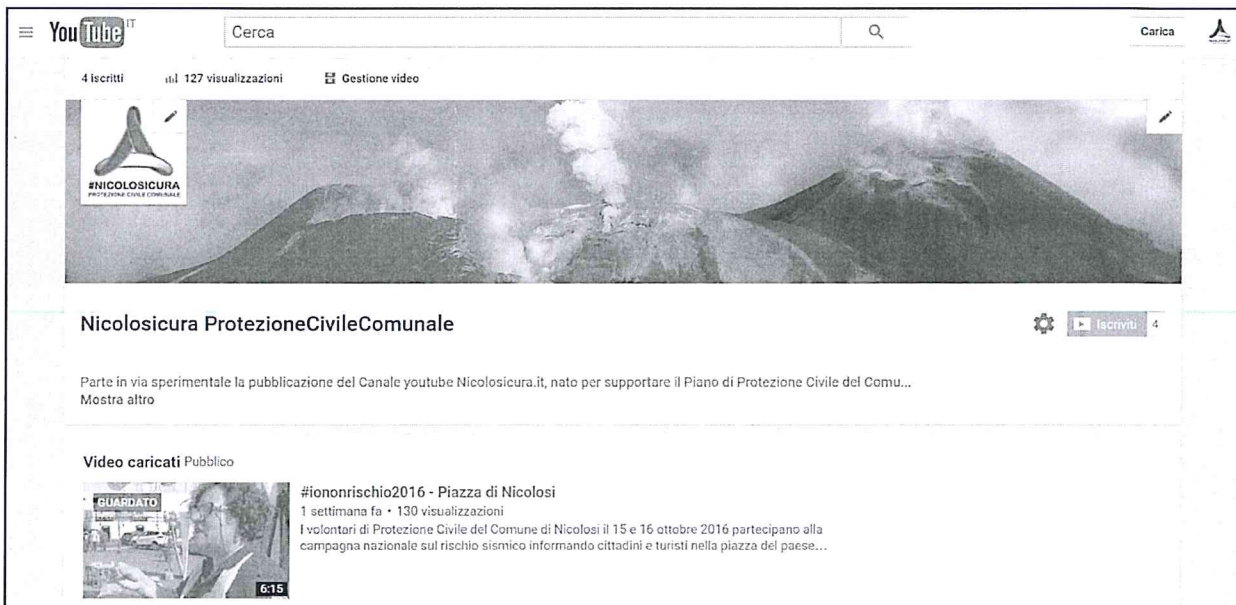 YouTube IT
Cerca
Carica
4 iscritti 127 visualizzazioni Gestione video
#NICOLOSICURA
PROTEZIONE CIVILE COMUNALE
Nicolosicura ProtezioneCivileComunale
Iscriviti 4
Parte in via sperimentale la pubblicazione del Canale youtube Nicolosicura.it, nato per supportare il Piano di Protezione Civile del Comu...
Mostra altro
Video caricati Pubblico
GUARDATO
6:15
#iononrischio2016 - Piazza di Nicolosi
1 settimana fa • 130 visualizzazioni
I volontari di Protezione Civile del Comune di Nicolosi il 15 e 16 ottobre 2016 partecipano alla
campagna nazionale sul rischio sismico informando cittadini e turisti nella piazza del paese...